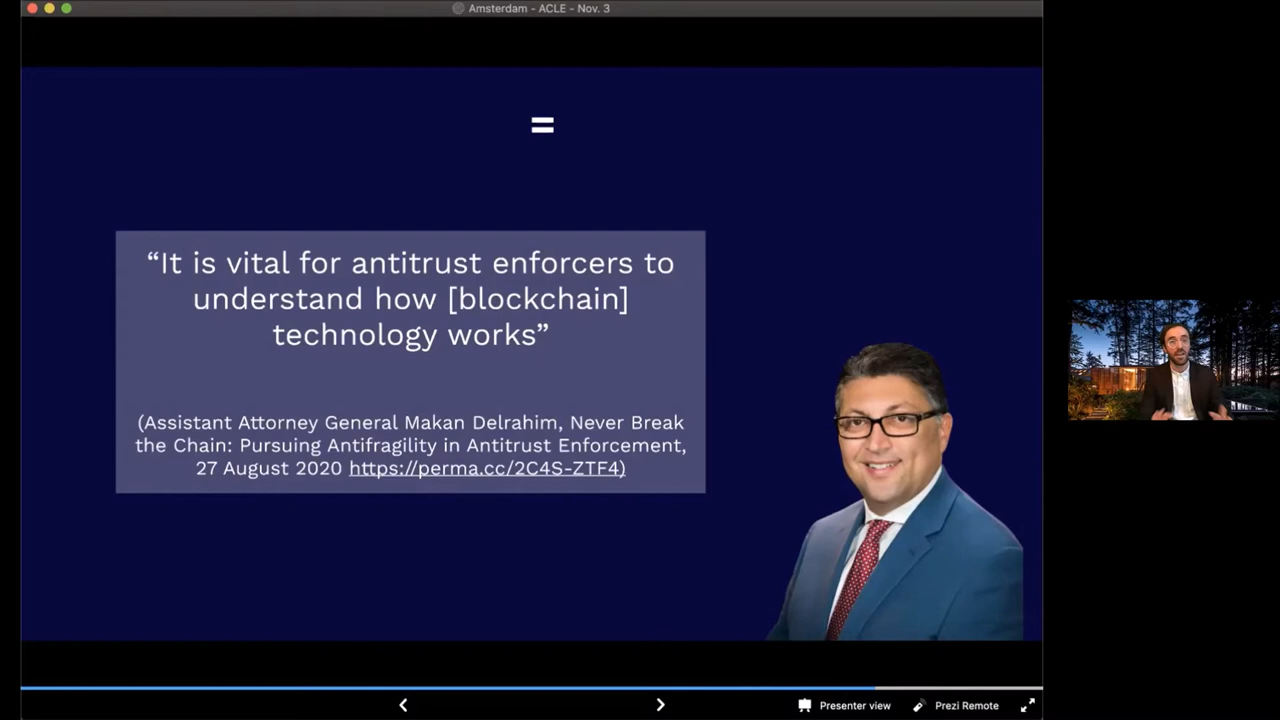 Amsterdam - ACLE - Nov. 3
=
“It is vital for antitrust enforcers to
understand how [blockchain]
technology works”
(Assistant Attorney General Makan Delrahim, Never Break
the Chain: Pursuing Antifragility in Antitrust Enforcement,
27 August 2020 https://perma.cc/2C4S-ZTF4)
Presenter view
Prezi Remote